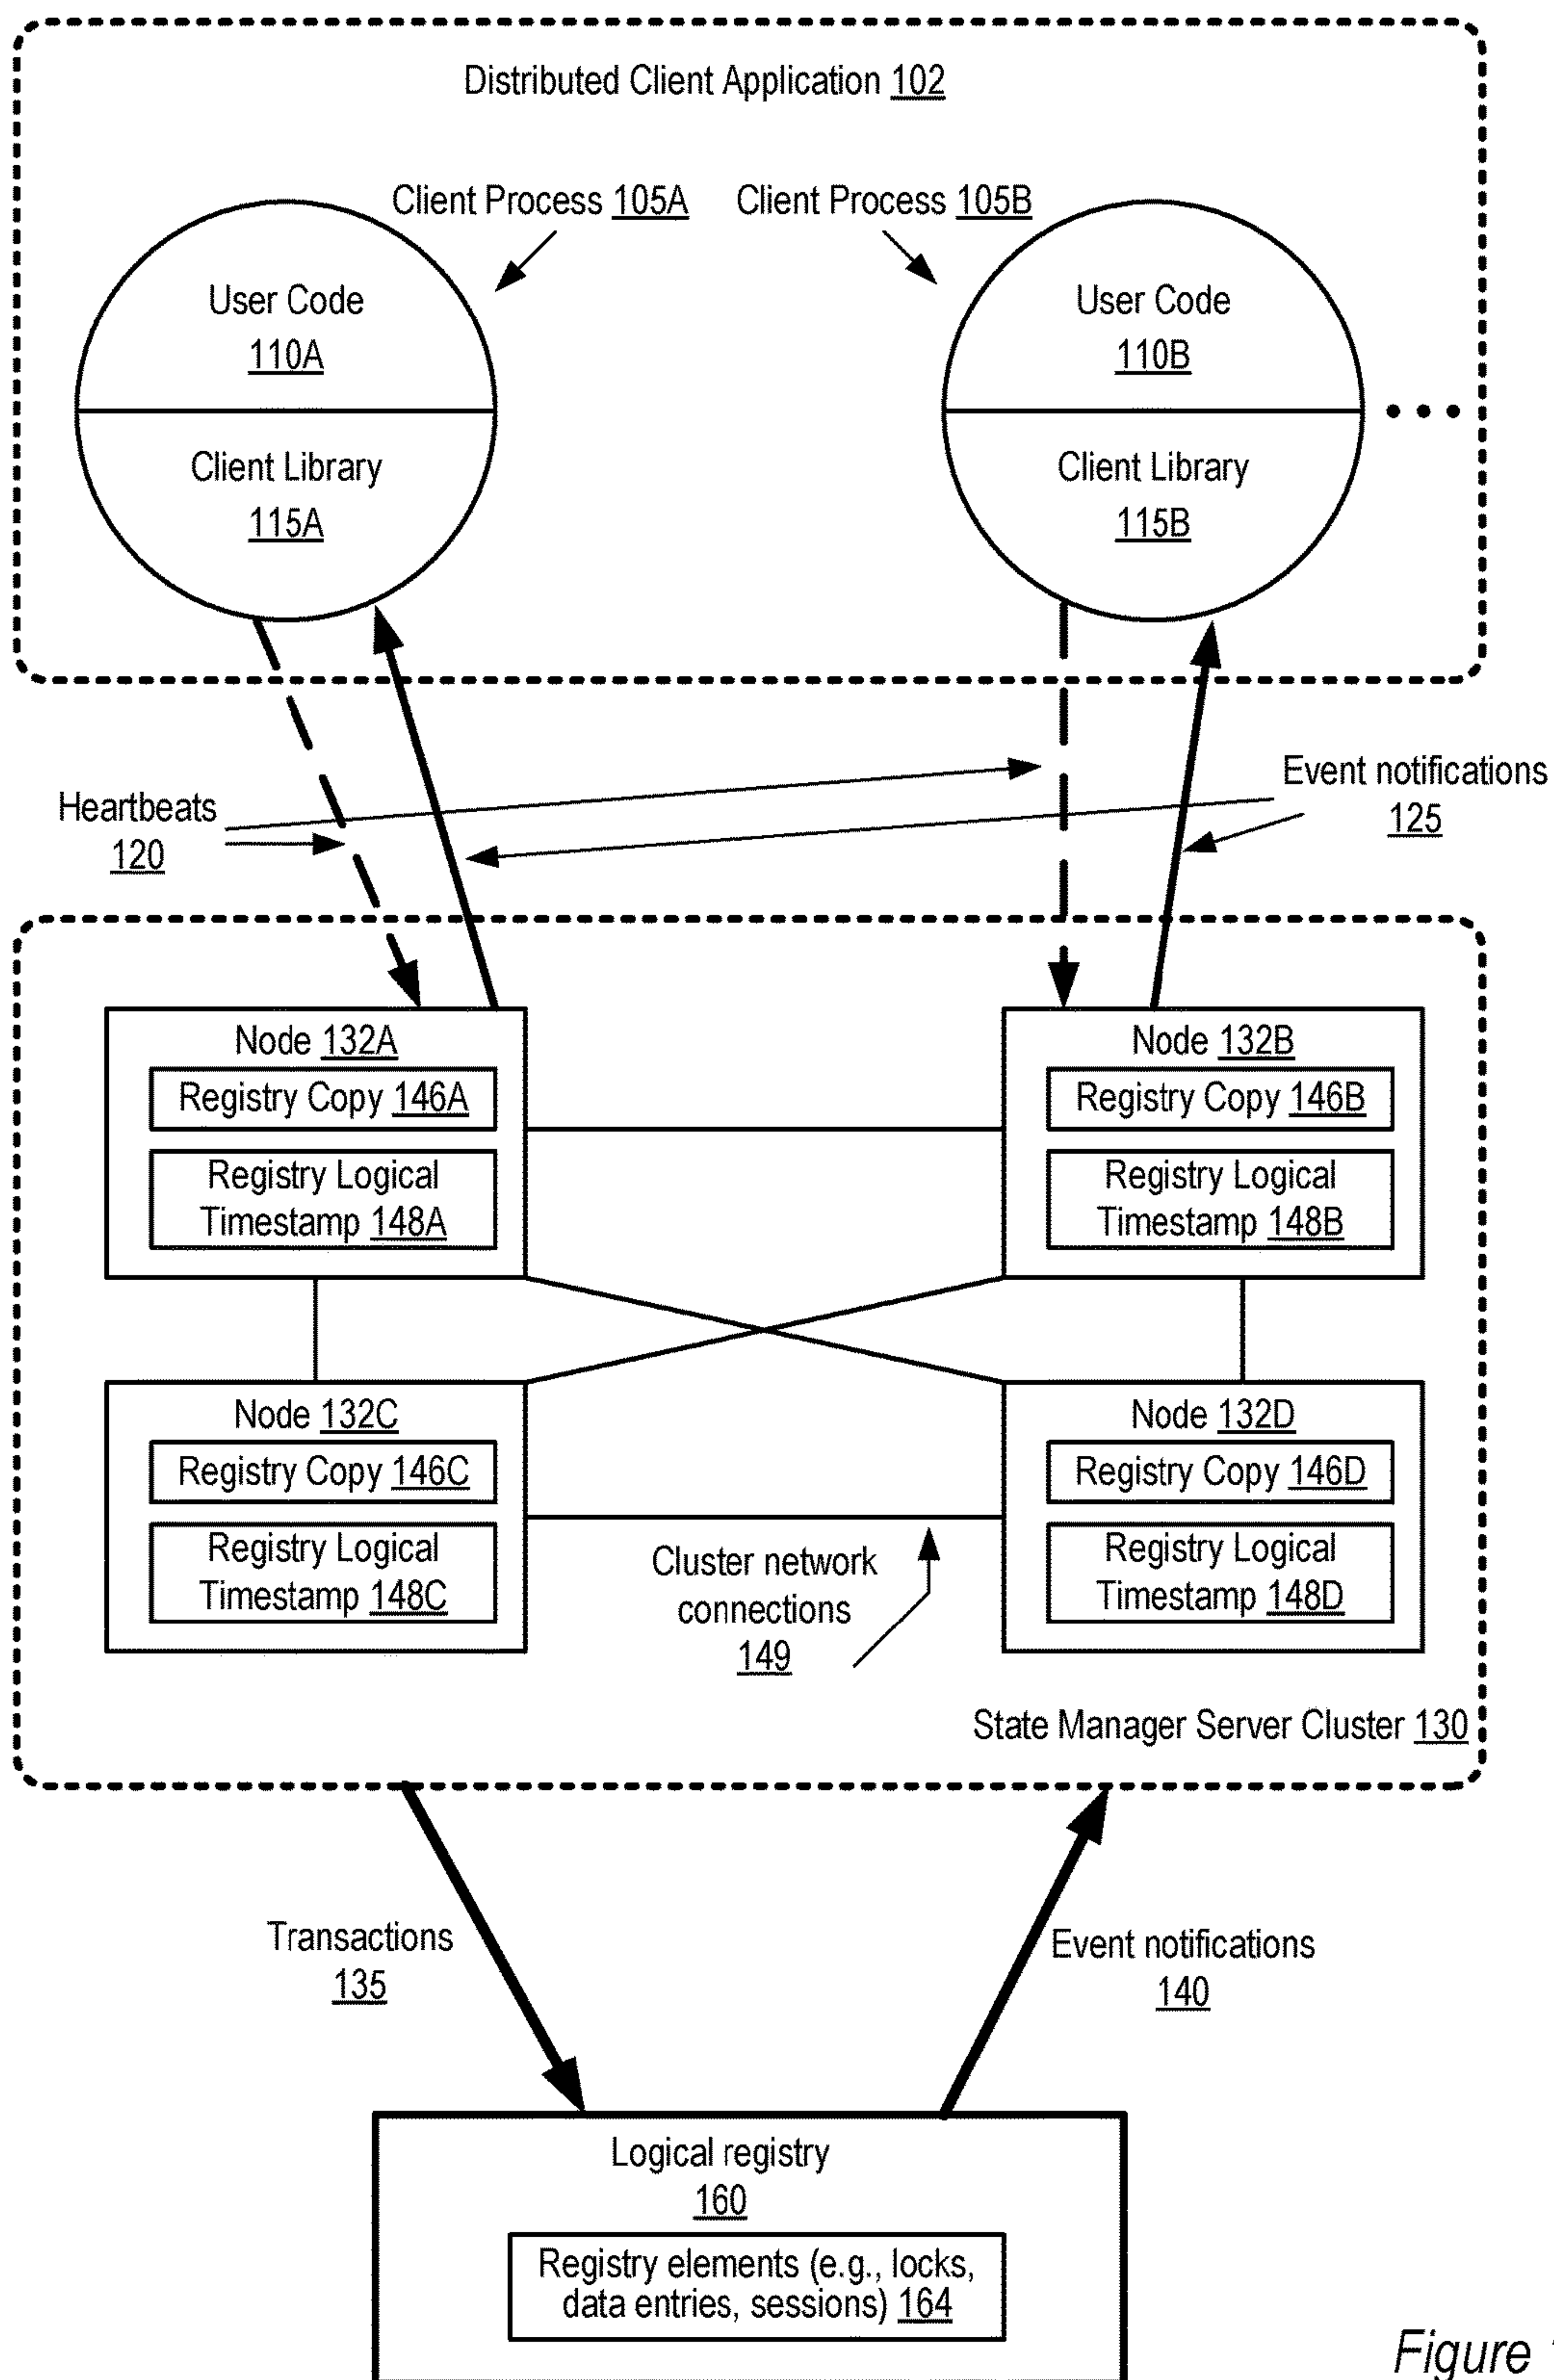 Distributed Client Application 102
Client Process 105A
Client Process 105B
User Code
110A
Client Library
115A
User Code
110B
Client Library
115B
Heartbeats
120
Event notifications
125
Node 132A
Registry Copy 146A
Registry Logical
Timestamp 148A
Node 132B
Registry Copy 146B
Registry Logical
Timestamp 148B
Node 132C
Registry Copy 146C
Registry Logical
Timestamp 148C
Node 132D
Registry Copy 146D
Registry Logical
Timestamp 148D
Cluster network
connections
149
State Manager Server Cluster 130
Transactions
135
Event notifications
140
Logical registry
160
Registry elements (e.g., locks,
data entries, sessions) 164
Figure